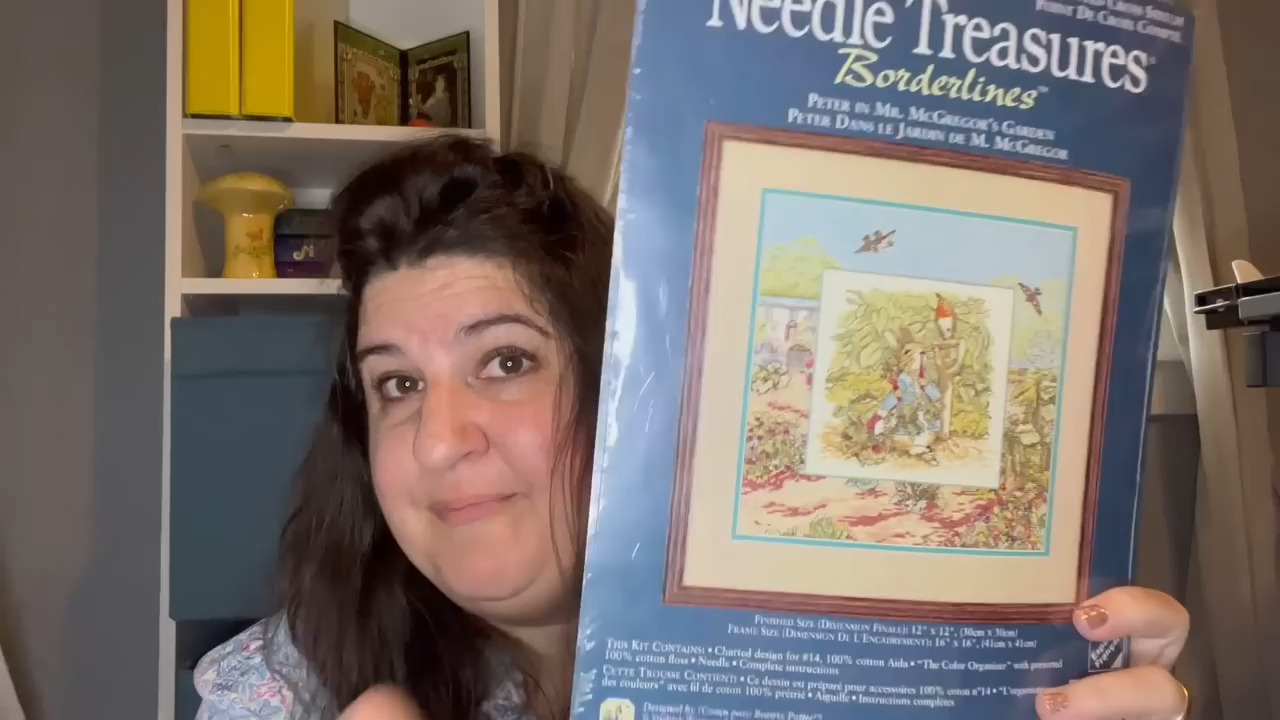 Needle Treasures®
Borderlines™
PETER IN MR. MCGREGOR'S GARDEN
PETER DANS LE JARDIN DE M. MCGREGOR
FINISHED SIZE (DIMENSION FINALE): 12" x 12", (30cm x 30cm)
FRAME SIZE (DIMENSION DE L'ENCADREMENT): 16" x 16", (41cm x 41cm)
THIS KIT CONTAINS: • Charted design for #14, 100% cotton Aida • "The Color Organizer" with presorted
100% cotton floss • Needle • Complete instructions
CETTE TROUSSE CONTIENT: • Ce dessin est préparé pour accessoires 100% coton n°14 •
des couleurs" avec fil de coton 100% prétrié • Aiguille • Instructions complètes
Designed by
N